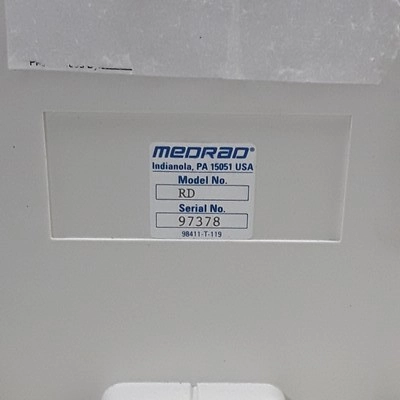 MEDRAD®
Indianola, PA 15051 USA
Model No.
RD
Serial No.
97378
98411-T-119